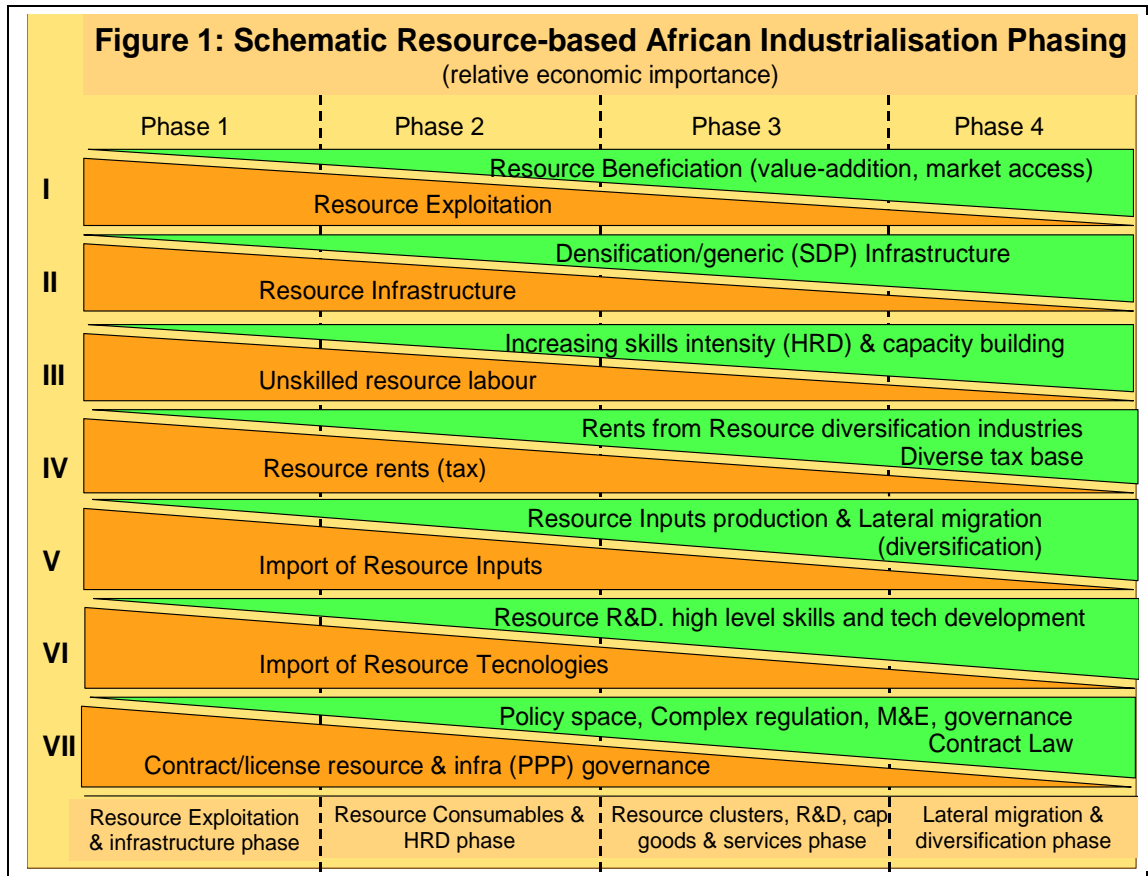 Figure 1: Schematic Resource-based African Industrialisation Phasing
(relative economic importance)
Phase 1
Phase 2
Phase 3
Phase 4
I
Resource Beneficiation (value-addition, market access)
Resource Exploitation
II
Densification/generic (SDP) Infrastructure
Resource Infrastructure
III
Increasing skills intensity (HRD) & capacity building
Unskilled resource labour
IV
Rents from Resource diversification industries
Diverse tax base
Resource rents (tax)
V
Resource Inputs production & Lateral migration
(diversification)
Import of Resource Inputs
VI
Resource R&D. high level skills and tech development
Import of Resource Tecnologies
VII
Policy space, Complex regulation, M&E, governance
Contract Law
Contract/license resource & infra (PPP) governance
Resource Exploitation
& infrastructure phase
Resource Consumables &
HRD phase
Resource clusters, R&D, cap
goods & services phase
Lateral migration &
diversification phase